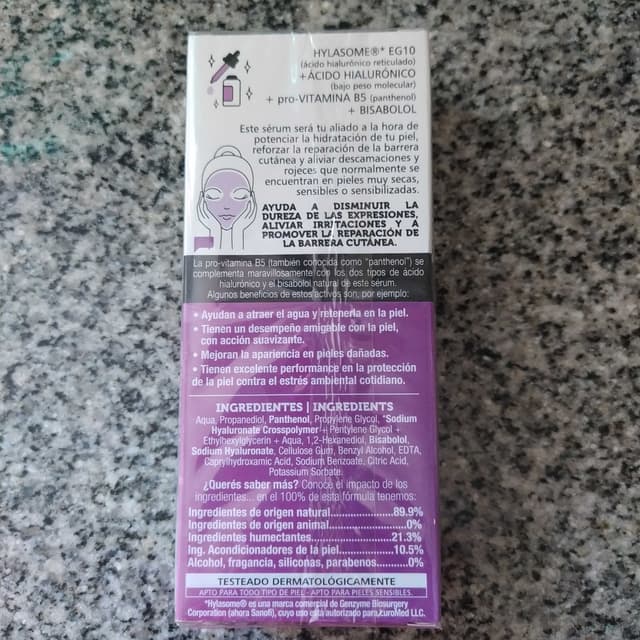 HYLASOME®* EG10
(ácido hialurónico reticulado)
+ÁCIDO HIALURÓNICO
(bajo peso molecular)
+ pro-VITAMINA B5 (panthenol)
+ BISABOLOL
Este sérum será tu aliado a la hora de
potenciar la hidratación de tu piel,
reforzar la reparación de la barrera
cutánea y aliviar descamaciones y
rojeces que normalmente se
encuentran en pieles muy secas,
sensibles o sensibilizadas.
AYUDA A DISMINUIR LA
DUREZA DE LAS EXPRESIONES,
ALIVIAR IRRITACIONES Y A
PROMOVER LA REPARACIÓN DE
LA BARRERA CUTÁNEA.
La pro-vitamina B5 (también conocida como "panthenol") se
complementa maravillosamente con los dos tipos de ácido
hialurónico y el bisabolol natural de este sérum.
Algunos beneficios de estos activos son, por ejemplo:
• Ayudan a atraer el agua y retenerla en la piel.
• Tienen un desempeño amigable con la piel,
con acción suavizante.
• Mejoran la apariencia en pieles dañadas.
• Tienen excelente performance en la protección
de la piel contra el estrós ambiental cotidiano.
INGREDIENTES | INGREDIENTS
Aqua, Propanediol, Panthenol, Propylene Glycol, *Sodium
Hyaluronate Crosspolymer + Pentylene Glycol +
Ethylhexylglycerin + Aqua, 1,2-Hexanediol, Bisabolol,
Sodium Hyaluronate, Cellulose Gum, Benzyl Alcohol, EDTA,
Caprylhydroxamic Acid, Sodium Benzoate, Citric Acid,
Potassium Sorbate.
¿Querés saber más? Conocé el impacto de los
ingredientes... en el 100% de esta fórmula tenemos:
Ingredientes de origen natural.......89.9%
Ingredientes de origen animal..........0%
Ingredientes humectantes............21.3%
Ing. Acondicionadores de la piel....10.5%
Alcohol, fragancia, siliconas, parabenos....0%
TESTEADO DERMATOLÓGICAMENTE
APTO PARA TODO TIPO DE PIEL - APTO PARA PIELES SENSIBLES.
*Hylasome® es una marca comercial de Genzyme Biosurgery
Corporation (ahora Sanofi), cuyo uso está autorizado para EuroMed LLC.